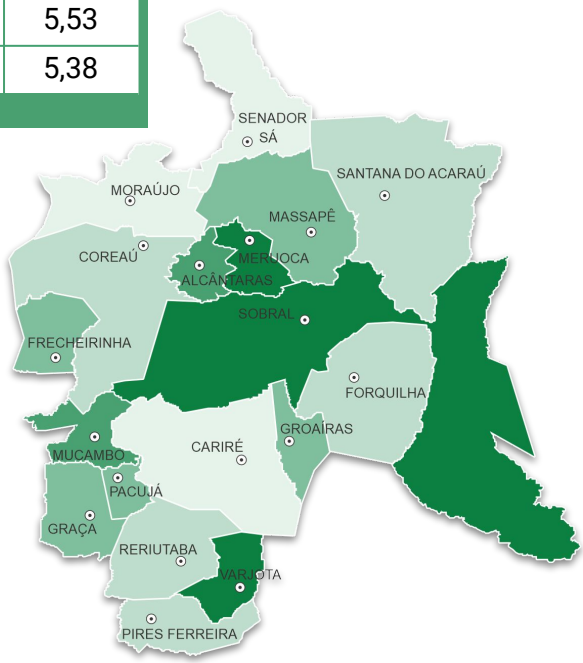 5,53
5,38
SENADOR
SÁ
SANTANA DO ACARAÚ
MORAÚJO
MASSAPÊ
COREAÚ
MERUOCA
ALCÂNTARAS
SOBRAL
FRECHEIRINHA
FORQUILHA
GROAÍRAS
CARIRÉ
MUCAMBO
PACUJÁ
GRAÇA
RERIUTABA
VARJOTA
PIRES FERREIRA